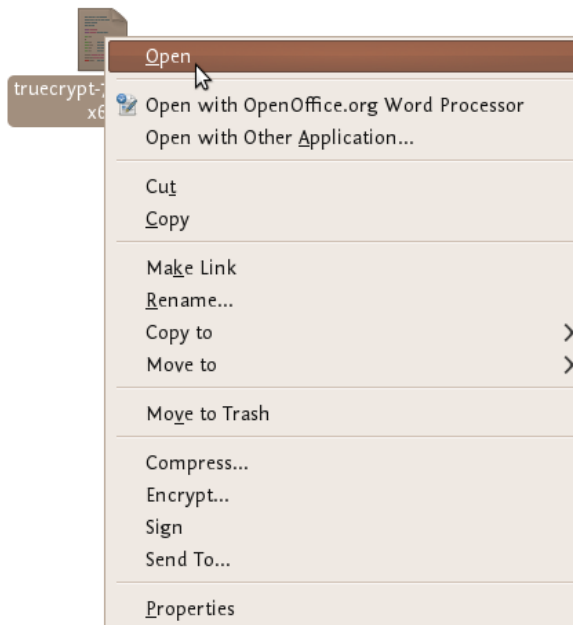 truecrypt-7
x6
Open
Open with OpenOffice.org Word Processor
Open with Other Application...
Cut
Copy
Make Link
Rename...
Copy to
Move to
Move to Trash
Compress...
Encrypt...
Sign
Send To...
Properties